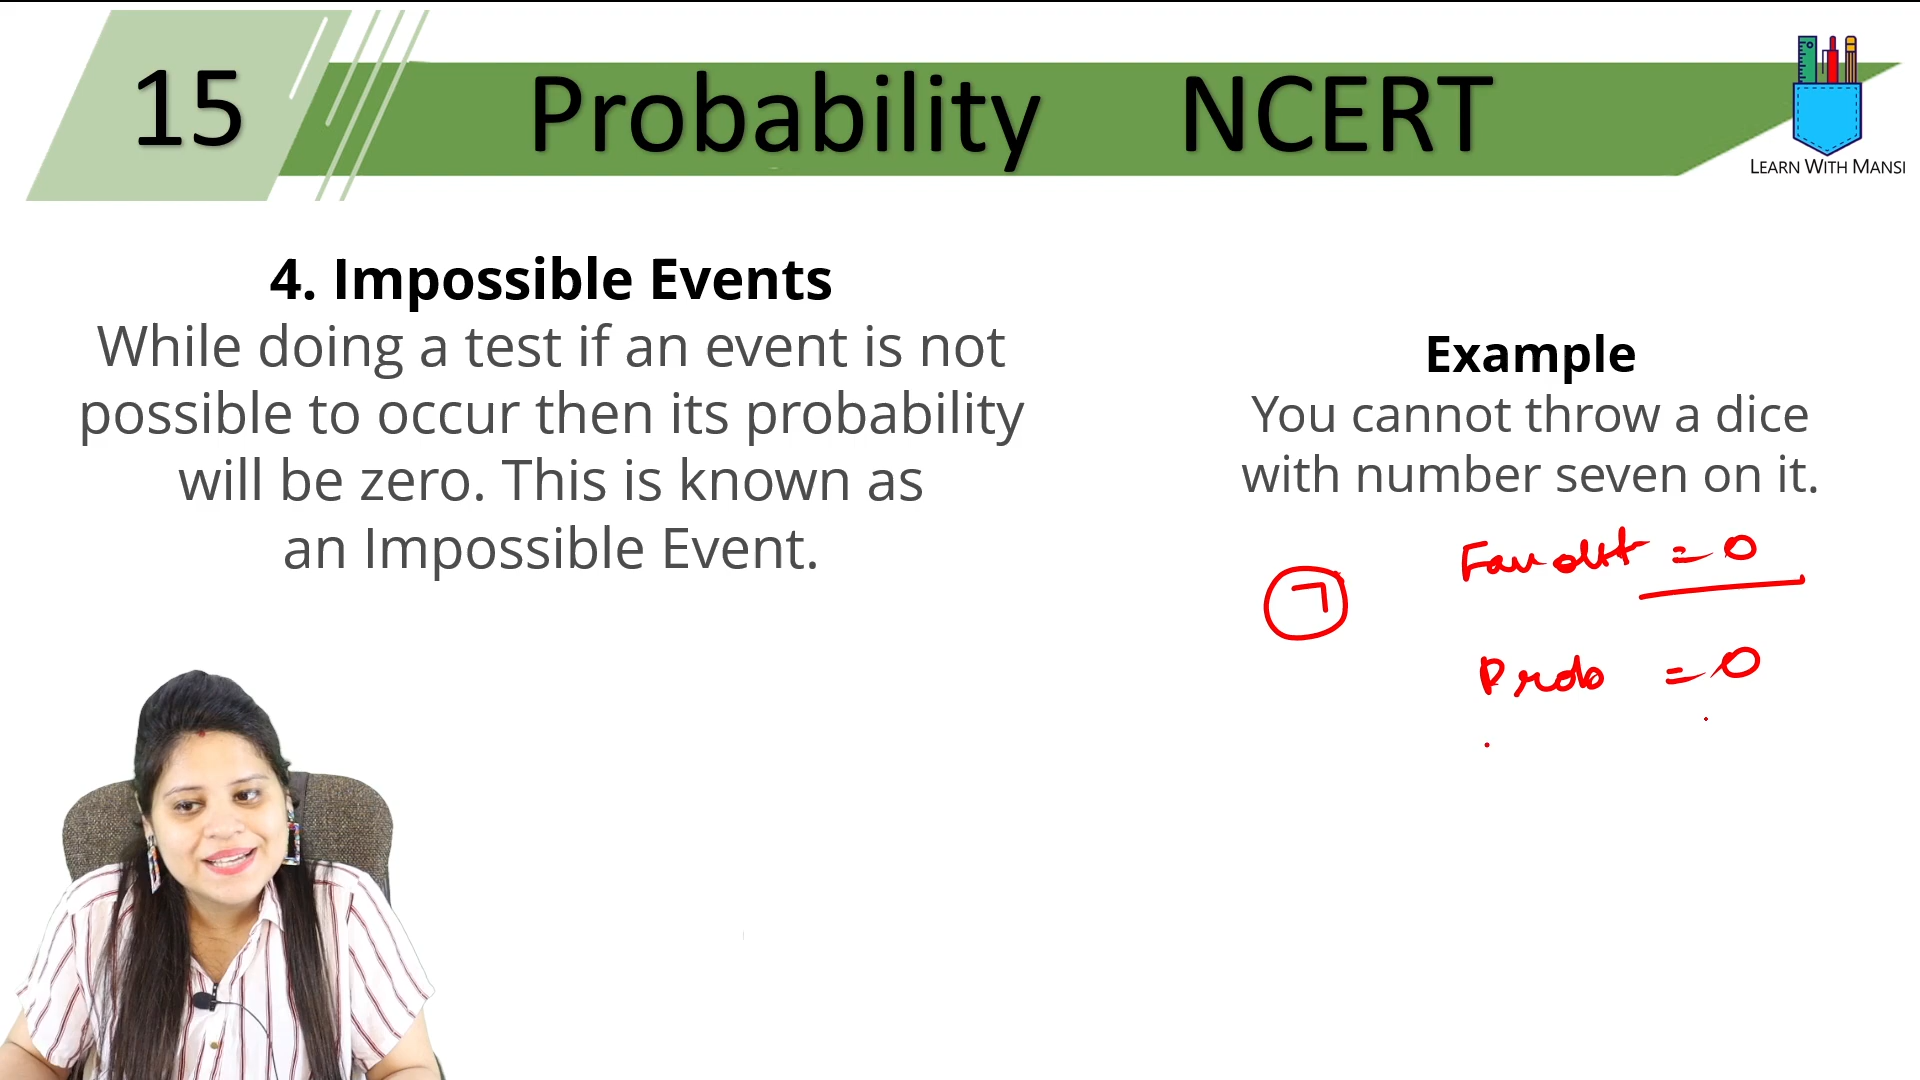 15 Probability NCERT
LEARN WITH MANSI
4. Impossible Events
While doing a test if an event is not
possible to occur then its probability
will be zero. This is known as
an Impossible Event.
Example
You cannot throw a dice
with number seven on it.
= 0
7
Prob = 0